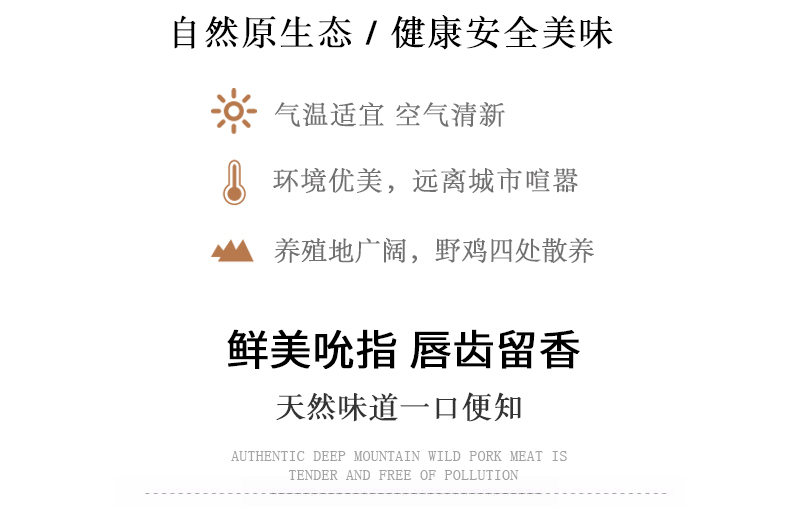 自然原生态 / 健康安全美味
气温适宜 空气清新
环境优美，远离城市喧嚣
养殖地广阔，野鸡四处散养
鲜美吮指 唇齿留香
天然味道一口便知
AUTHENTIC DEEP MOUNTAIN WILD PORK MEAT IS
TENDER AND FREE OF POLLUTION